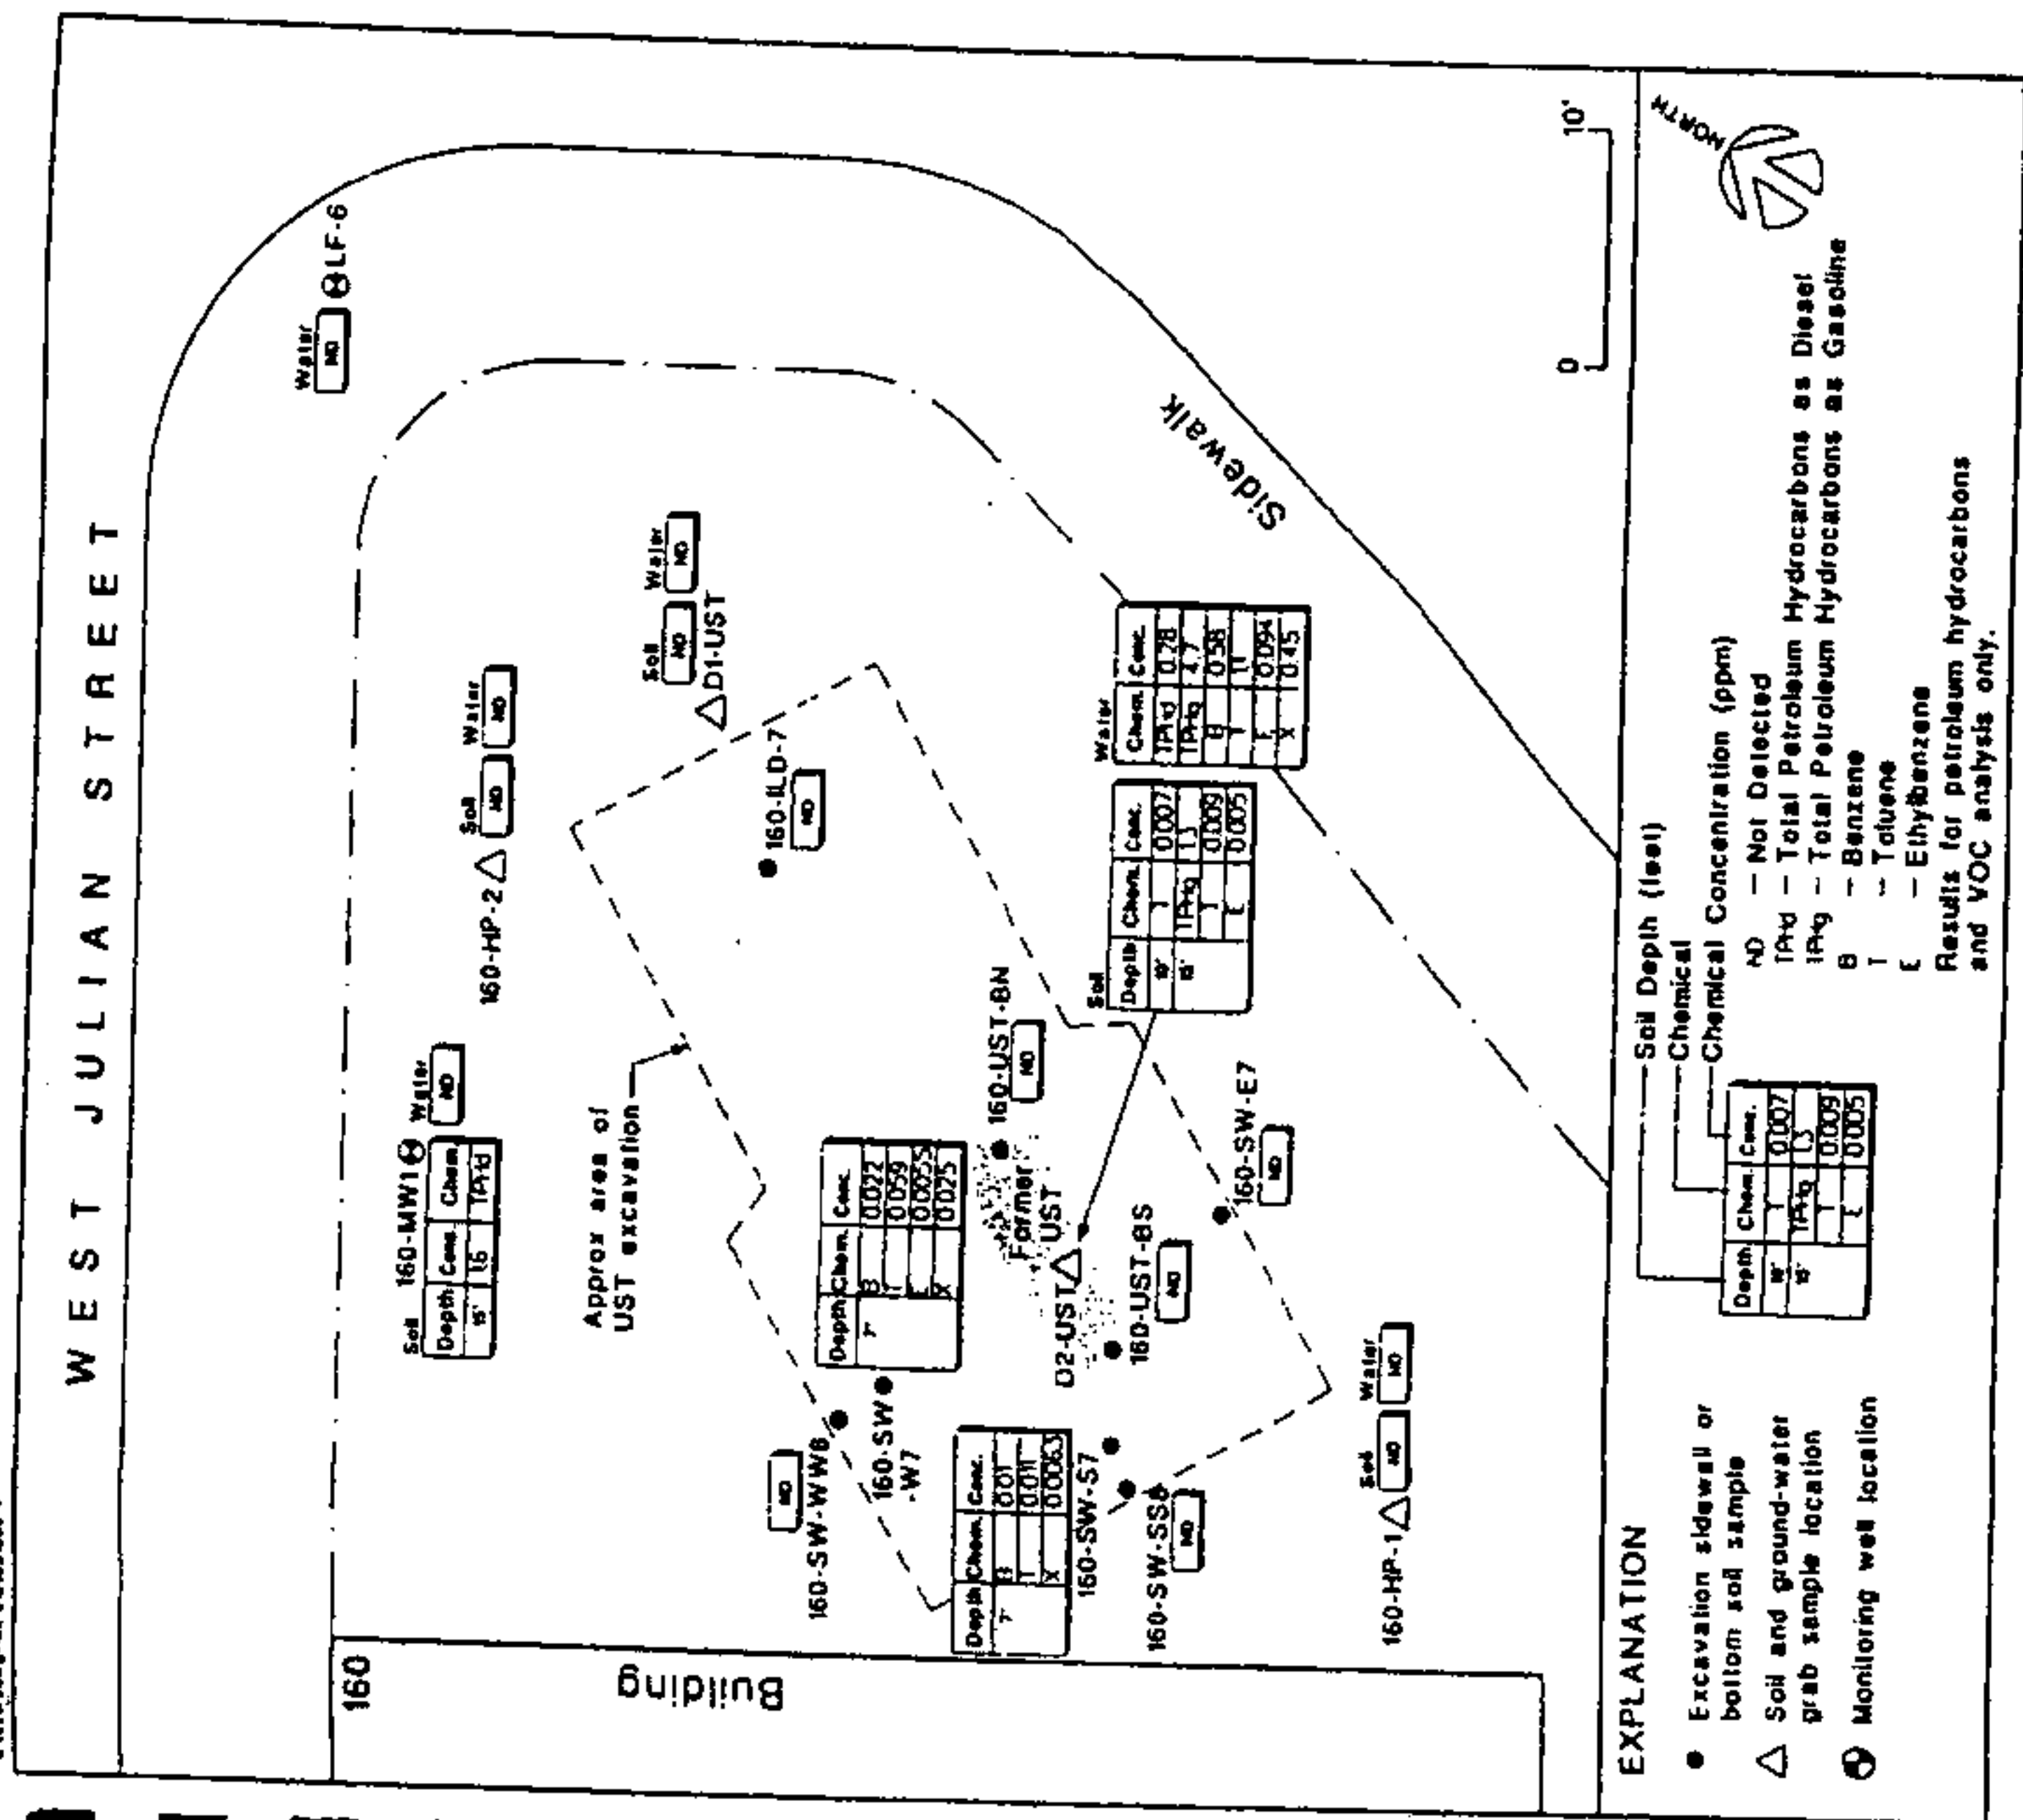 WEST JULIAN STREET
Water
ND
LF-6
Soil 160-MW1 Water
Depth Conc. Chem.
15' 16 TPHd
ND
160-HP-2
Soil Water
ND ND
Soil Water
ND ND
D1-UST
Approx area of
UST excavation
160-ILD-7
ND
ND
160-SW-WW8
160-SW
-W7
Depth Chem. Conc.
7' B 0.022
T 0.059
E 0.0055
X 0.025
160-UST-BN
ND
Former
UST
D2-UST
Soil
Depth Chem. Conc.
10' T 0.007
15' TPHg 1.3
T 0.009
E 0.005
Water
Chem. Conc.
TPHd 0.28
TPHg 4.7
B 0.58
T
E 0.094
X 0.45
160-UST-BS
ND
160-SW-E7
ND
Depth Chem. Conc.
7' B 0.01
T 0.011
X 0.0063
160-SW-S7
160-SW-SS8
ND
160-HP-1
Soil Water
ND ND
Sidewalk
160
Building
0 10'
NORTH
EXPLANATION
Excavation sidewall or
bottom soil sample
Soil and ground-water
grab sample location
Monitoring well location
Soil Depth (feet)
Chemical
Chemical Concentration (ppm)
Depth Chem. Conc.
10' T 0.007
15' TPHg 1.3
T 0.009
E 0.005
ND – Not Detected
TPHd – Total Petroleum Hydrocarbons as Diesel
TPHg – Total Petroleum Hydrocarbons as Gasoline
B – Benzene
T – Toluene
E – Ethylbenzene
Results for petroleum hydrocarbons
and VOC analysis only.